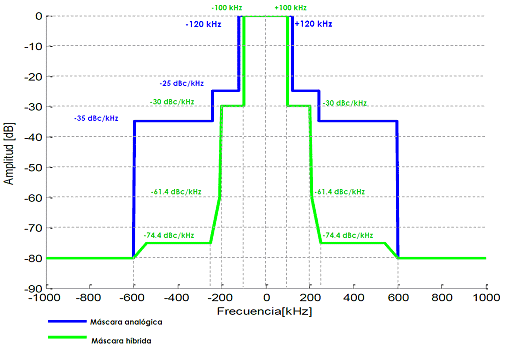 -100 kHz +100 kHz
-120 kHz +120 kHz
-25 dBc/kHz
-30 dBc/kHz -30 dBc/kHz
-35 dBc/kHz
-61.4 dBc/kHz -61.4 dBc/kHz
-74.4 dBc/kHz -74.4 dBc/kHz
Amplitud [dB]
0
-10
-20
-30
-40
-50
-60
-70
-80
-90
-1000 -800 -600 -400 -200 0 200 400 600 800 1000
Frecuencia[kHz]
Máscara analógica
Máscara híbrida